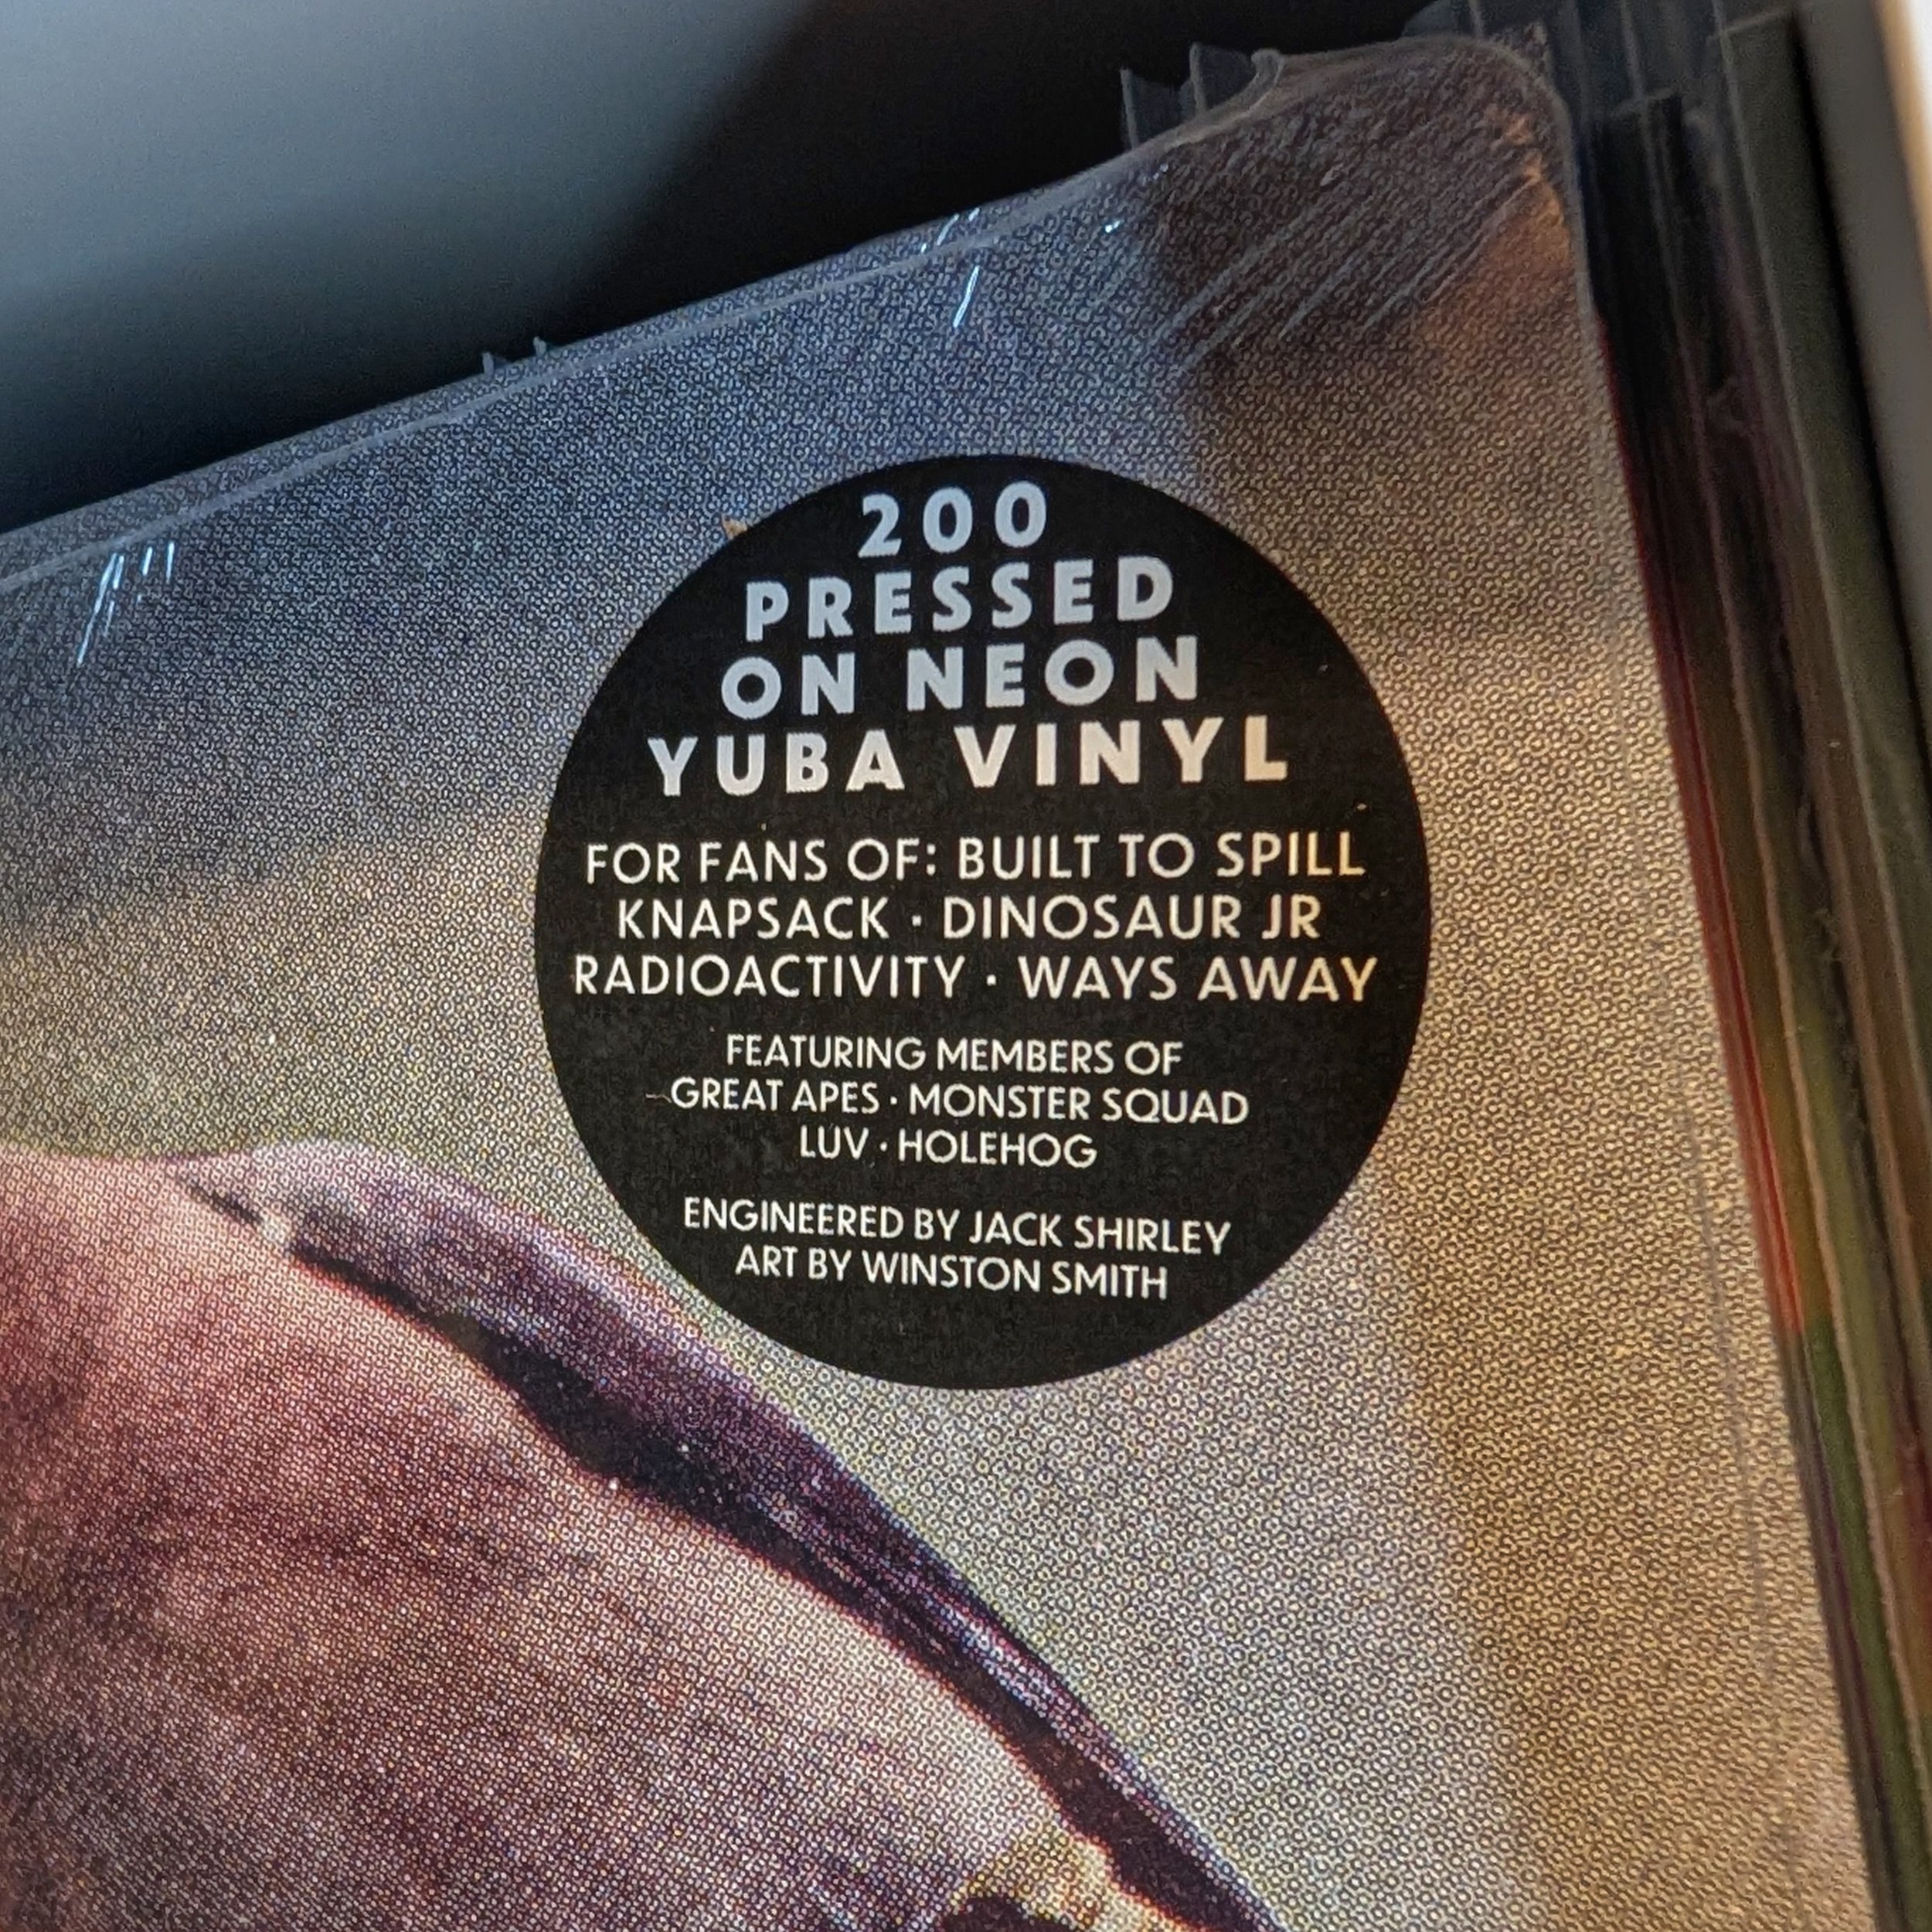 200
PRESSED
ON NEON
YUBA VINYL
FOR FANS OF: BUILT TO SPILL
KNAPSACK · DINOSAUR JR
RADIOACTIVITY · WAYS AWAY
FEATURING MEMBERS OF
GREAT APES · MONSTER SQUAD
LUV · HOLEHOG
ENGINEERED BY JACK SHIRLEY
ART BY WINSTON SMITH